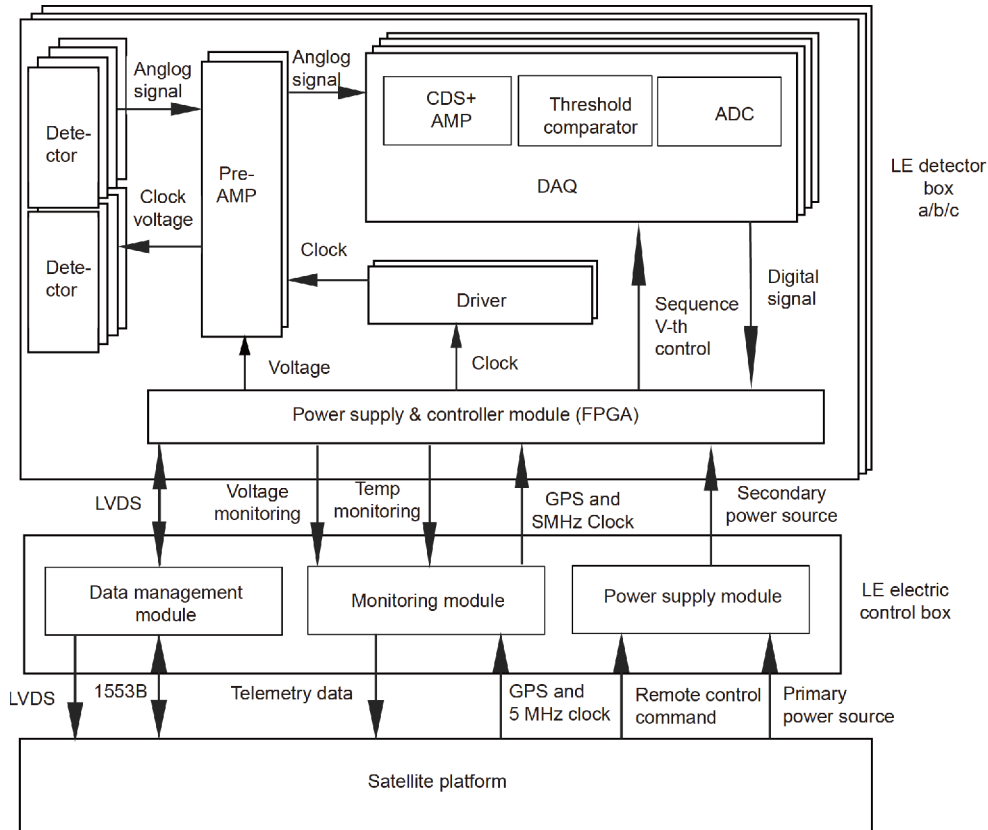 Anglog
signal
Anglog
signal
CDS+
AMP
Threshold
comparator
ADC
Dete-
ctor
Pre-
AMP
DAQ
LE detector
box
a/b/c
Clock
voltage
Dete-
ctor
Clock
Driver
Sequence
V-th
control
Digital
signal
Voltage
Clock
Power supply & controller module (FPGA)
LVDS
Voltage
monitoring
Temp
monitoring
GPS and
SMHz Clock
Secondary
power source
Data management
module
Monitoring module
Power supply module
LE electric
control box
LVDS
1553B
Telemetry data
GPS and
5 MHz clock
Remote control
command
Primary
power source
Satellite platform